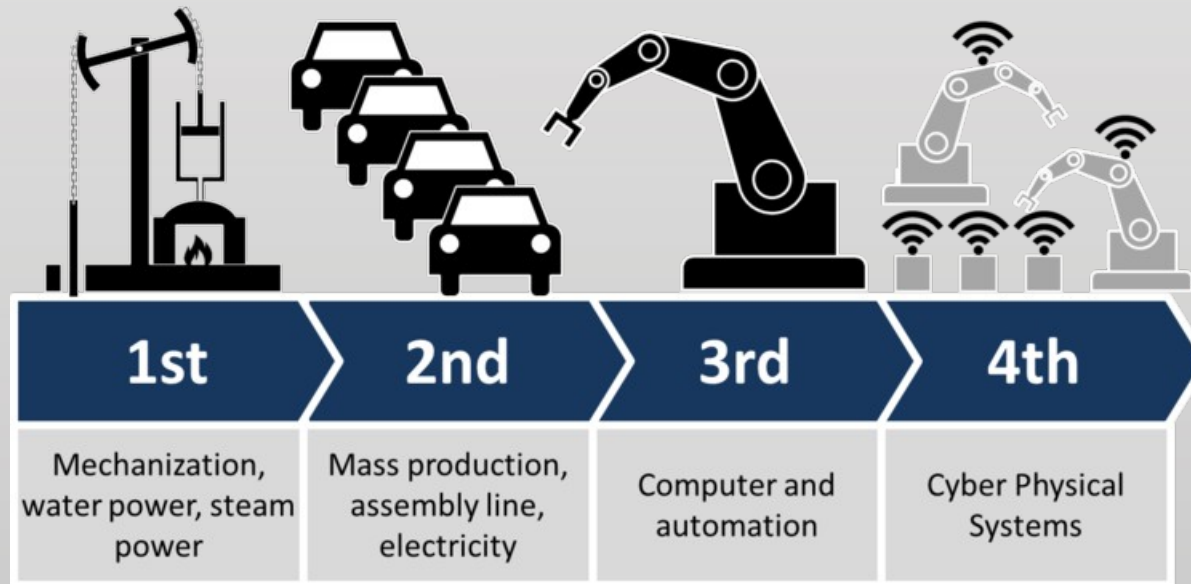 1st
2nd
3rd
4th
Mechanization,
water power, steam
power
Mass production,
assembly line,
electricity
Computer and
automation
Cyber Physical
Systems